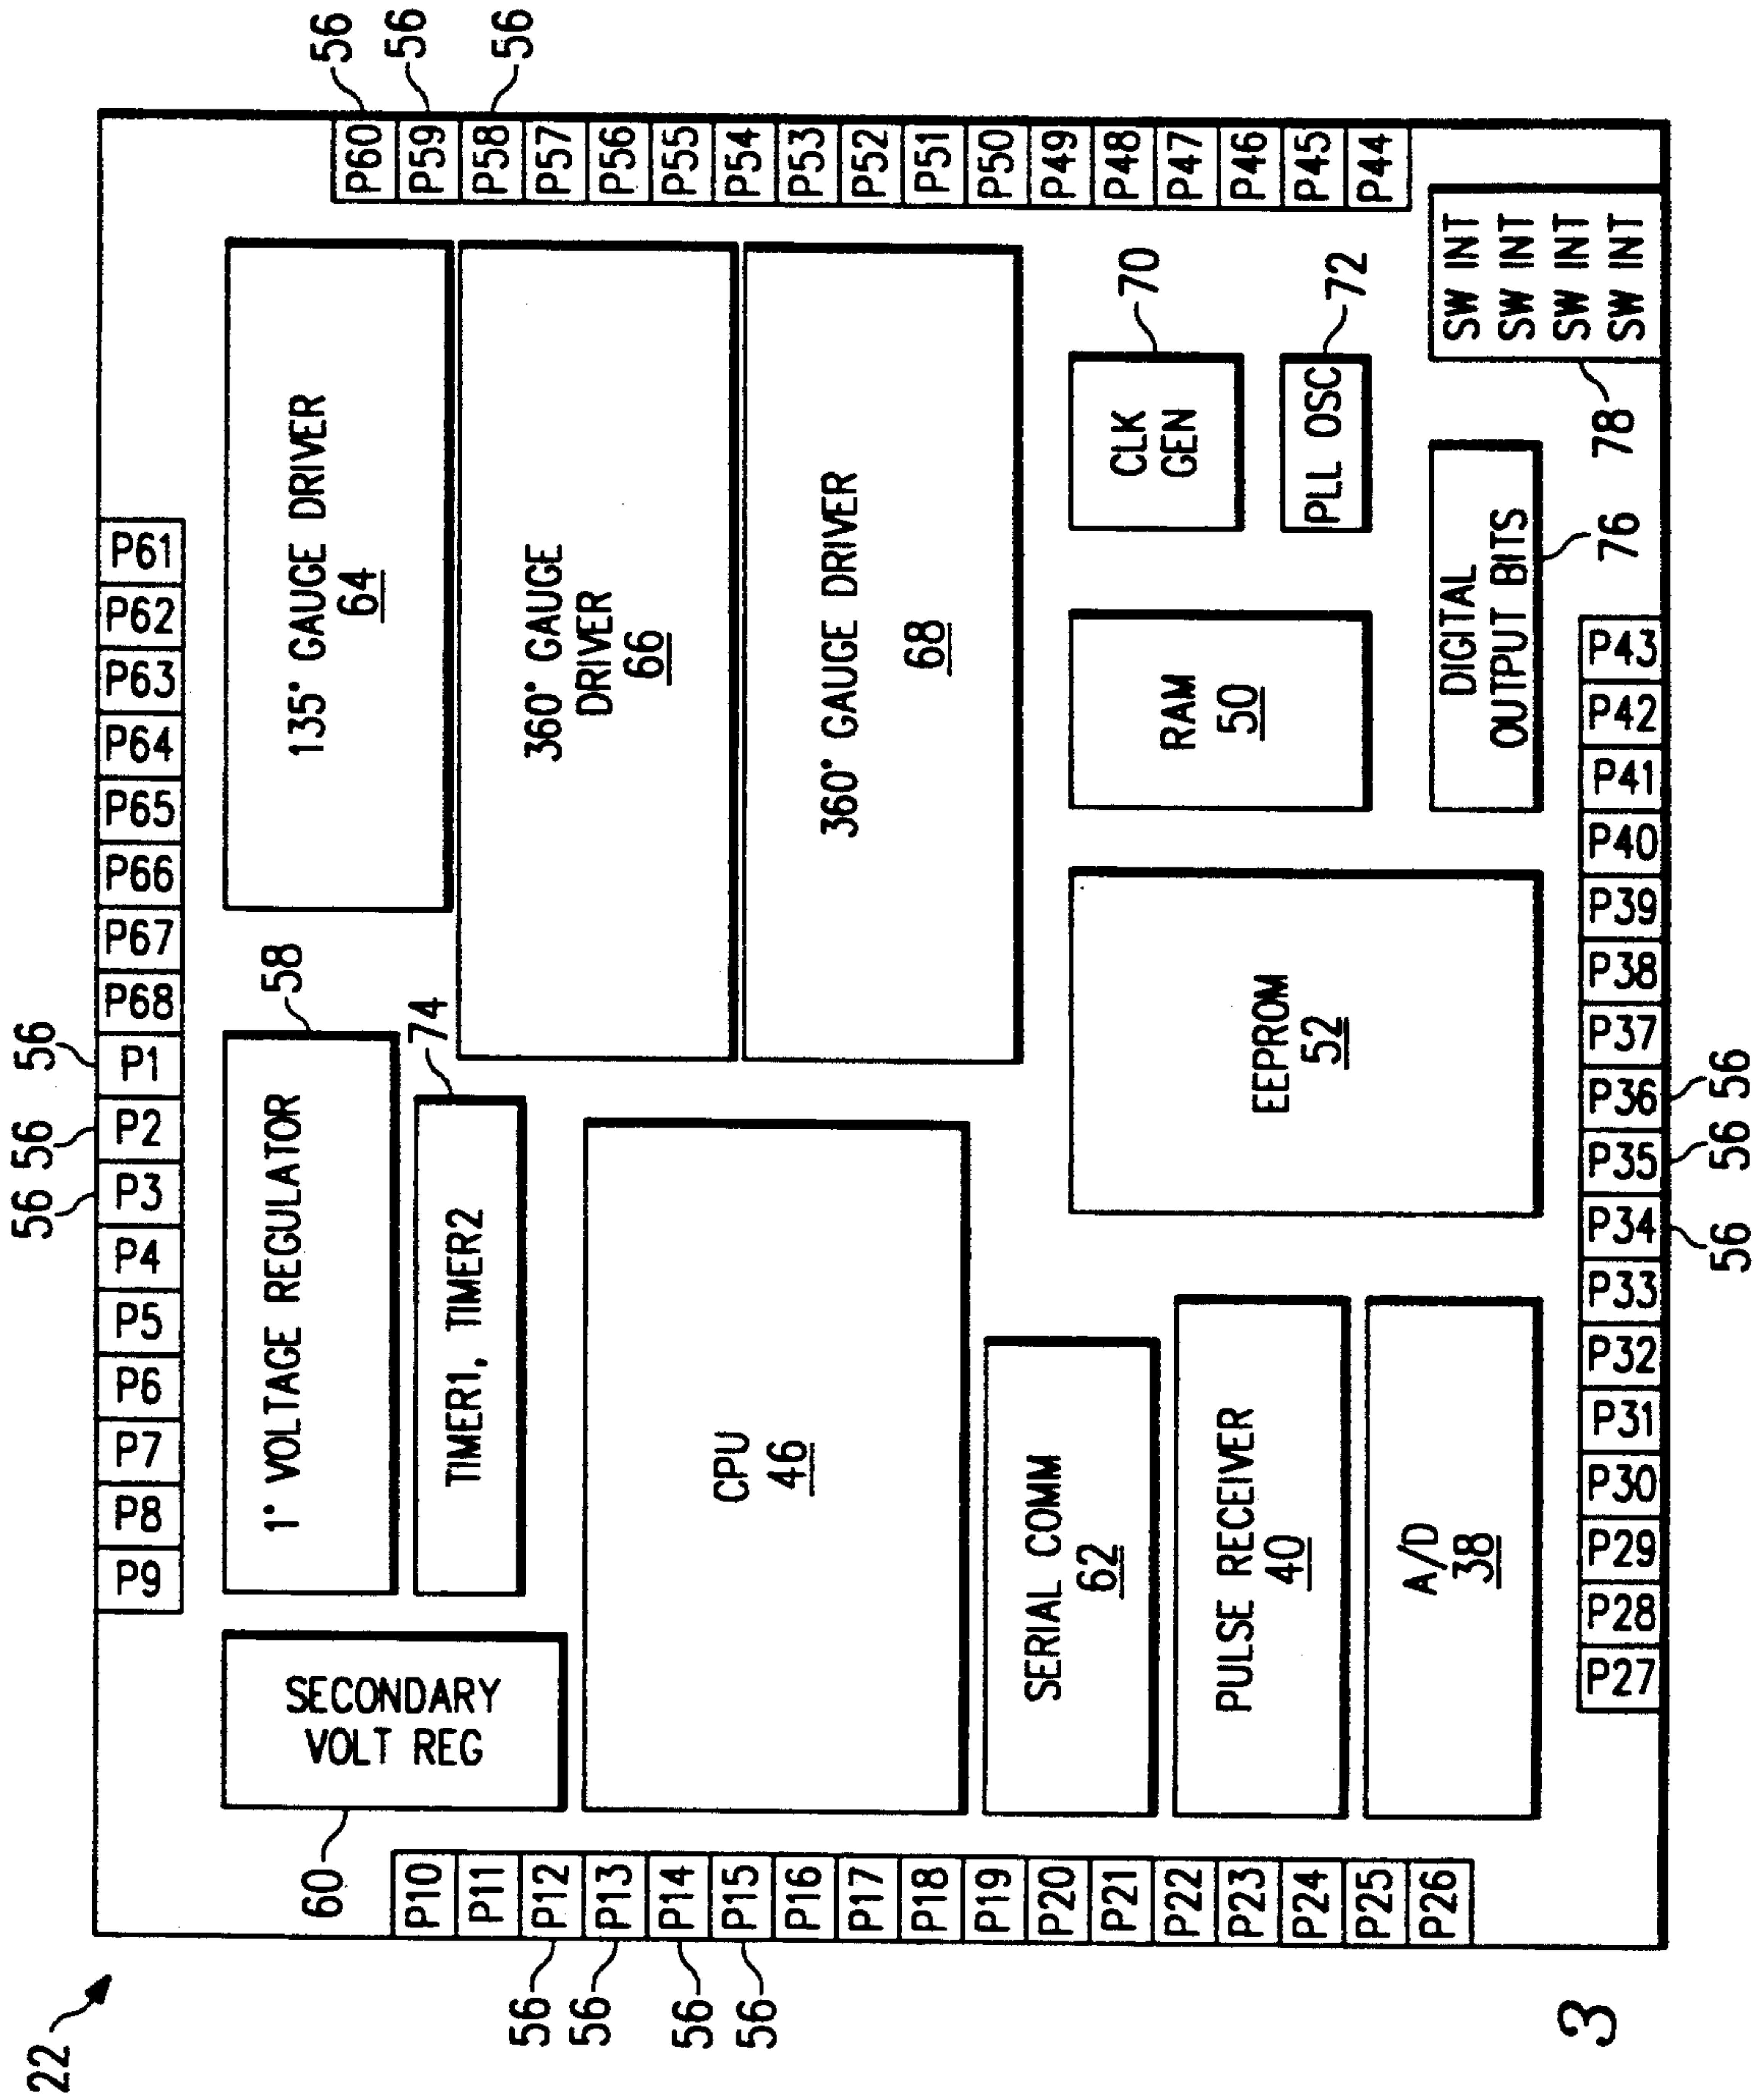 22
56
56
56
P9
P8
P7
P6
P5
P4
P3
P2
P1
P68
P67
P66
P65
P64
P63
P62
P61
60
SECONDARY
VOLT REG
1° VOLTAGE REGULATOR
58
135° GAUGE DRIVER
64
TIMER1, TIMER2
74
360° GAUGE
DRIVER
66
CPU
46
360° GAUGE DRIVER
68
SERIAL COMM
62
PULSE RECEIVER
40
A/D
38
EEPROM
52
RAM
50
CLK
GEN
70
PLL OSC
72
DIGITAL
OUTPUT BITS
76
SW INT
SW INT
SW INT
SW INT
78
P10
P11
P12
P13
P14
P15
P16
P17
P18
P19
P20
P21
P22
P23
P24
P25
P26
56
56
56
56
P60
P59
P58
P57
P56
P55
P54
P53
P52
P51
P50
P49
P48
P47
P46
P45
P44
56
56
56
P27
P28
P29
P30
P31
P32
P33
P34
P35
P36
P37
P38
P39
P40
P41
P42
P43
56
56
56
3